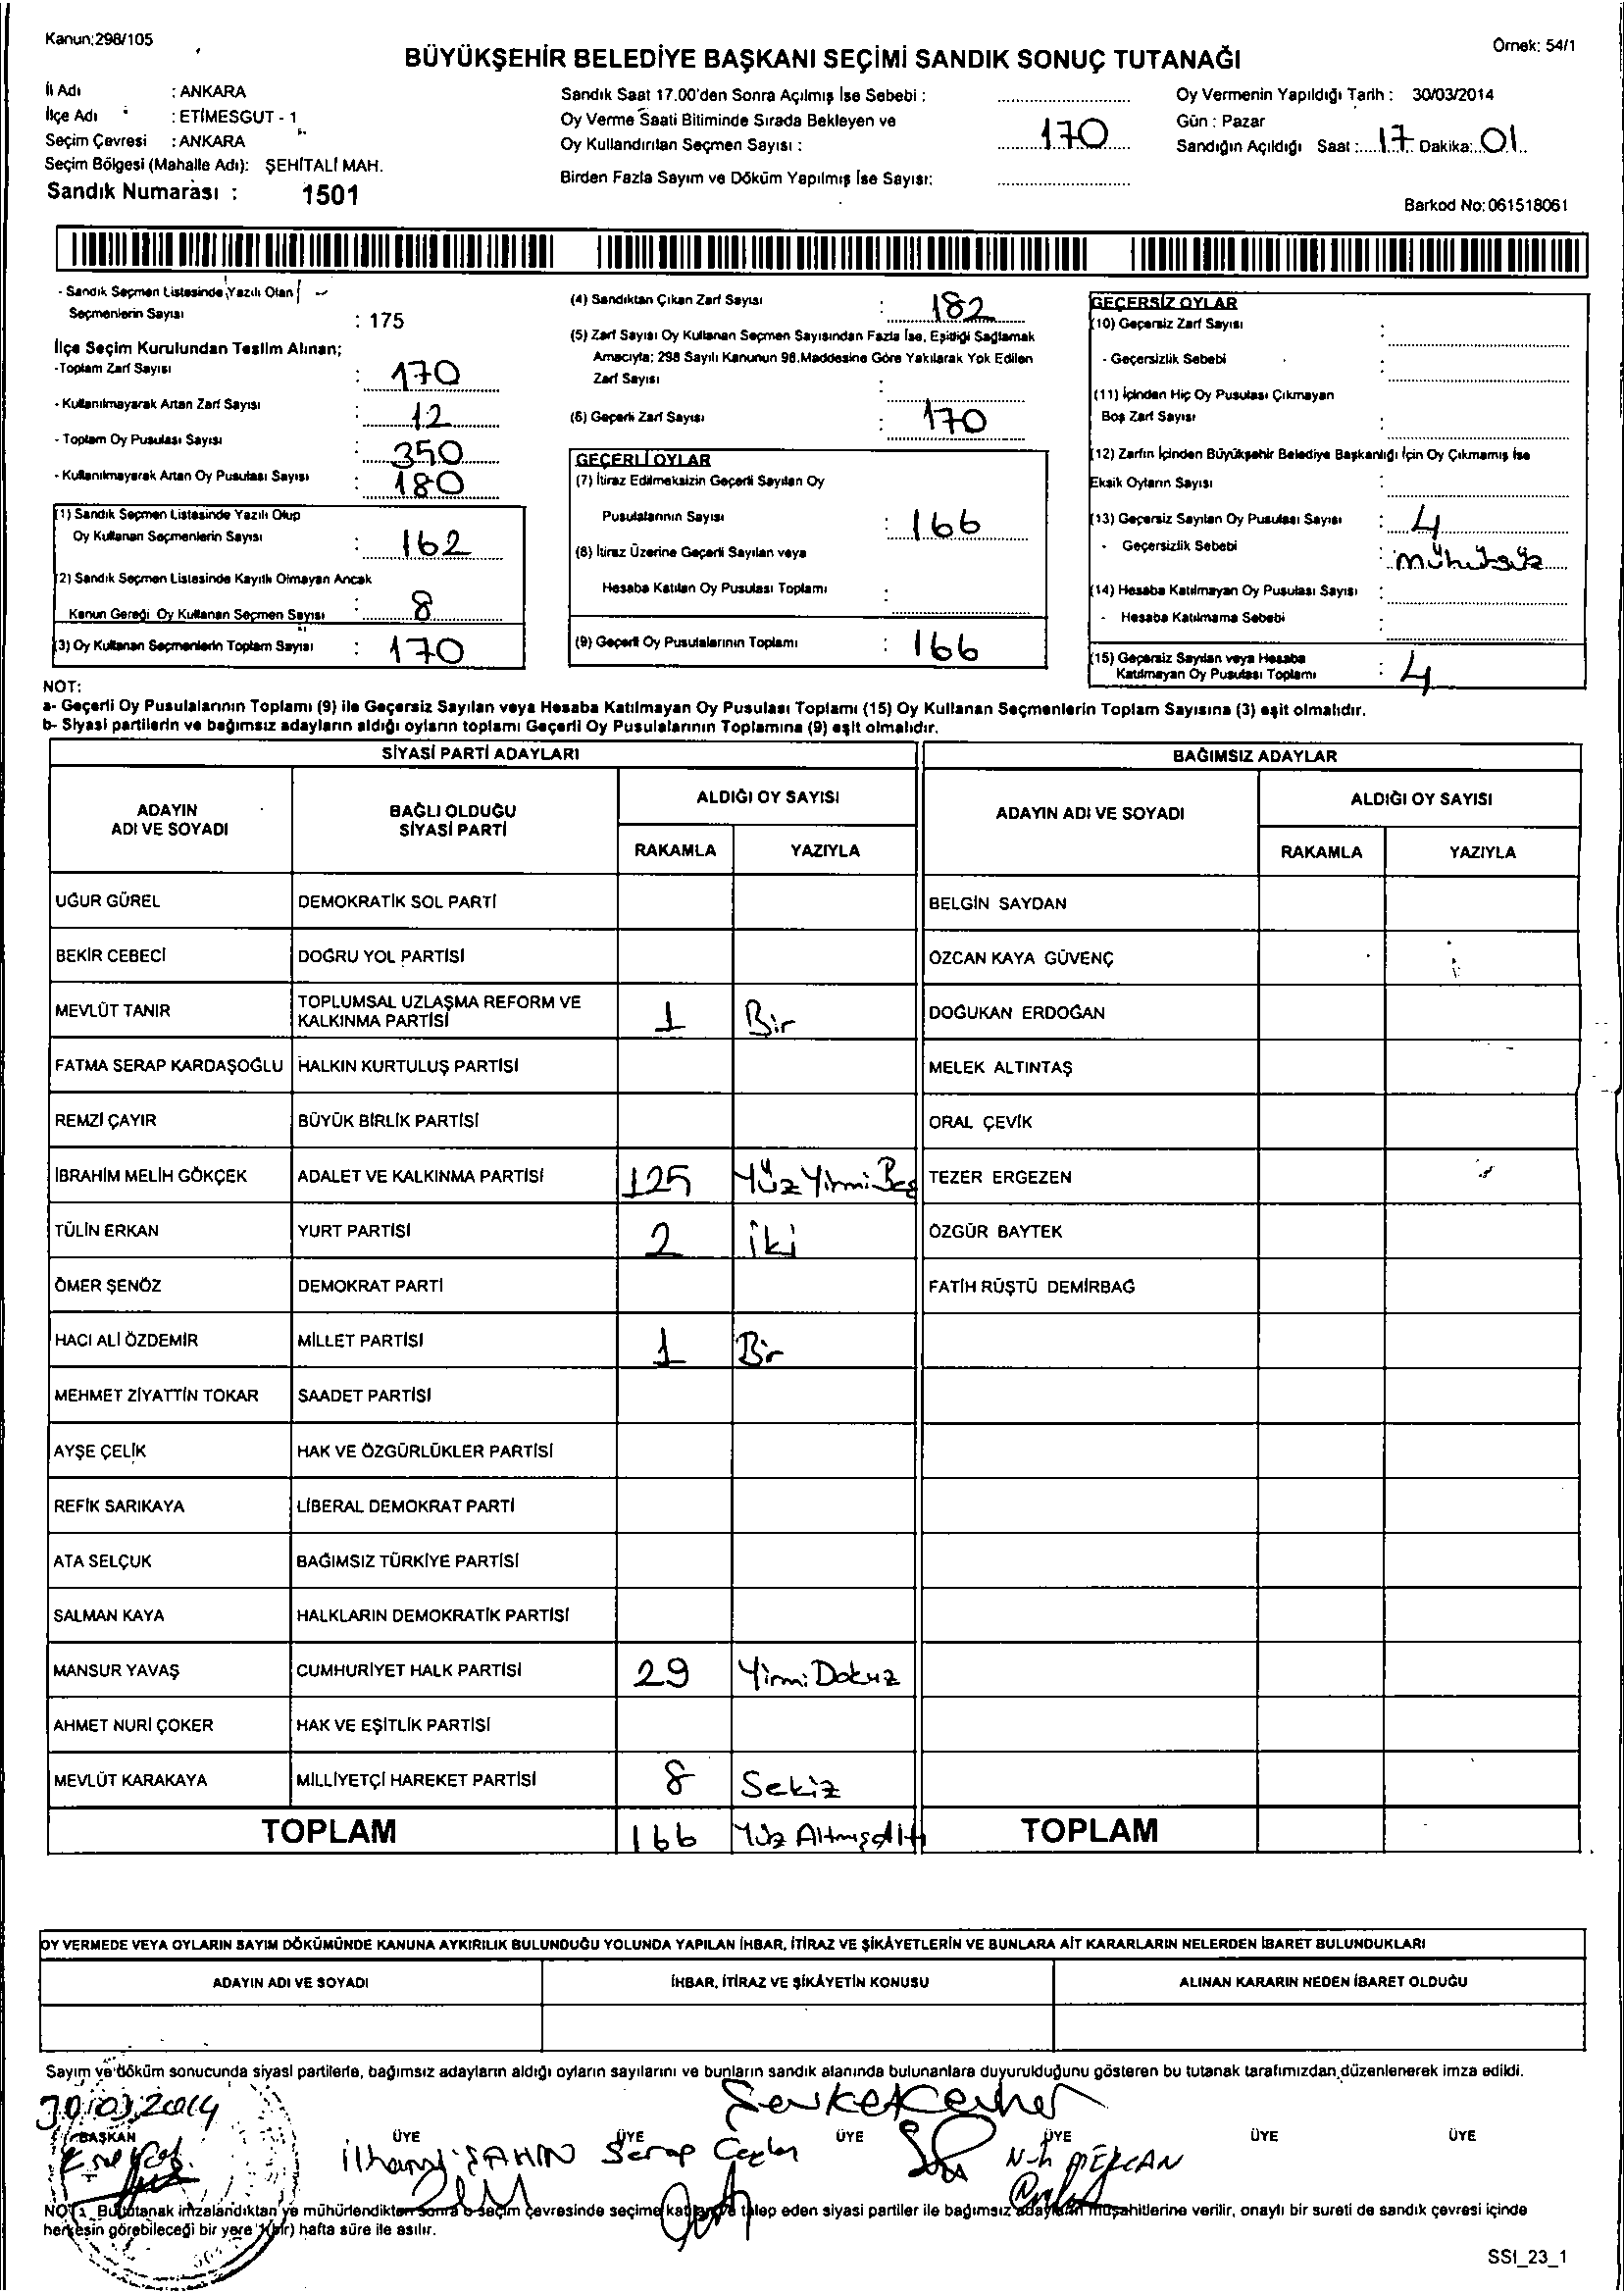 Kanun;298/105
Örnek: 54/1
BÜYÜKŞEHİR BELEDİYE BAŞKANI SEÇİMİ SANDIK SONUÇ TUTANAĞI
İl Adı : ANKARA
İlçe Adı : ETİMESGUT - 1
Seçim Çevresi : ANKARA
Seçim Bölgesi (Mahalle Adı): ŞEHİTALİ MAH.
Sandık Numarası : 1501
Sandık Saat 17.00'den Sonra Açılmış İse Sebebi :
Oy Verme Saati Bitiminde Sırada Bekleyen ve
Oy Kullandırılan Seçmen Sayısı : 170
Birden Fazla Sayım ve Döküm Yapılmış İse Sayısı:
Oy Vermenin Yapıldığı Tarih : 30/03/2014
Gün : Pazar
Sandığın Açıldığı Saat : 17 Dakika: 01
Barkod No: 061518061
- Sandık Seçmen Listesinde Yazılı Olan
Seçmenlerin Sayısı : 175
İlçe Seçim Kurulundan Teslim Alınan;
-Toplam Zarf Sayısı : 170
- Kullanılmayarak Artan Zarf Sayısı : 12
- Toplam Oy Pusulası Sayısı : 350
- Kullanılmayarak Artan Oy Pusulası Sayısı : 180
(1) Sandık Seçmen Listesinde Yazılı Olup
Oy Kullanan Seçmenlerin Sayısı : 162
(2) Sandık Seçmen Listesinde Kayıtlı Olmayan Ancak
Kanun Gereği Oy Kullanan Seçmen Sayısı : 8
(3) Oy Kullanan Seçmenlerin Toplam Sayısı : 170
(4) Sandıktan Çıkan Zarf Sayısı : 182
(5) Zarf Sayısı Oy Kullanan Seçmen Sayısından Fazla İse, Eşitliği Sağlamak
Amacıyla; 298 Sayılı Kanunun 98.Maddesine Göre Yakılarak Yok Edilen
Zarf Sayısı :
(6) Geçerli Zarf Sayısı : 170
GEÇERLİ OYLAR
(7) İtiraz Edilmeksizin Geçerli Sayılan Oy
Pusulalarının Sayısı : 166
(8) İtiraz Üzerine Geçerli Sayılan veya
Hesaba Katılan Oy Pusulası Toplamı :
(9) Geçerli Oy Pusulalarının Toplamı : 166
GEÇERSİZ OYLAR
(10) Geçersiz Zarf Sayısı :
- Geçersizlik Sebebi :
(11) İçinden Hiç Oy Pusulası Çıkmayan
Boş Zarf Sayısı :
(12) Zarfın İçinden Büyükşehir Belediye Başkanlığı İçin Oy Çıkmamış İse
Eksik Oyların Sayısı :
(13) Geçersiz Sayılan Oy Pusulası Sayısı : 4
- Geçersizlik Sebebi : mühürsüz
(14) Hesaba Katılmayan Oy Pusulası Sayısı :
- Hesaba Katılmama Sebebi :
(15) Geçersiz Sayılan veya Hesaba
Katılmayan Oy Pusulası Toplamı : 4
NOT:
a- Geçerli Oy Pusulalarının Toplamı (9) ile Geçersiz Sayılan veya Hesaba Katılmayan Oy Pusulası Toplamı (15) Oy Kullanan Seçmenlerin Toplam Sayısına (3) eşit olmalıdır.
b- Siyasi partilerin ve bağımsız adayların aldığı oyların toplamı Geçerli Oy Pusulalarının Toplamına (9) eşit olmalıdır.
SİYASİ PARTİ ADAYLARI
BAĞIMSIZ ADAYLAR
ADAYIN
ADI VE SOYADI
BAĞLI OLDUĞU
SİYASİ PARTİ
ALDIĞI OY SAYISI
RAKAMLA YAZIYLA
ADAYIN ADI VE SOYADI
ALDIĞI OY SAYISI
RAKAMLA YAZIYLA
UĞUR GÜREL DEMOKRATİK SOL PARTİ BELGİN SAYDAN
BEKİR CEBECİ DOĞRU YOL PARTİSİ ÖZCAN KAYA GÜVENÇ
MEVLÜT TANIR TOPLUMSAL UZLAŞMA REFORM VE
KALKINMA PARTİSİ 1 Bir DOĞUKAN ERDOĞAN
FATMA SERAP KARDAŞOĞLU HALKIN KURTULUŞ PARTİSİ MELEK ALTINTAŞ
REMZİ ÇAYIR BÜYÜK BİRLİK PARTİSİ ORAL ÇEVİK
İBRAHİM MELİH GÖKÇEK ADALET VE KALKINMA PARTİSİ 125 YüzYirmiBeş TEZER ERGEZEN
TÜLİN ERKAN YURT PARTİSİ 2 iki ÖZGÜR BAYTEK
ÖMER ŞENÖZ DEMOKRAT PARTİ FATİH RÜŞTÜ DEMİRBAĞ
HACI ALİ ÖZDEMİR MİLLET PARTİSİ 1 Bir
MEHMET ZİYATTİN TOKAR SAADET PARTİSİ
AYŞE ÇELİK HAK VE ÖZGÜRLÜKLER PARTİSİ
REFİK SARIKAYA LİBERAL DEMOKRAT PARTİ
ATA SELÇUK BAĞIMSIZ TÜRKİYE PARTİSİ
SALMAN KAYA HALKLARIN DEMOKRATİK PARTİSİ
MANSUR YAVAŞ CUMHURİYET HALK PARTİSİ 29 Yirmi Dokuz
AHMET NURİ ÇOKER HAK VE EŞİTLİK PARTİSİ
MEVLÜT KARAKAYA MİLLİYETÇİ HAREKET PARTİSİ 8 Sekiz
TOPLAM 166 Yüz AltmışAltı TOPLAM
OY VERMEDE VEYA OYLARIN SAYIM DÖKÜMÜNDE KANUNA AYKIRILIK BULUNDUĞU YOLUNDA YAPILAN İHBAR, İTİRAZ VE ŞİKÂYETLERİN VE BUNLARA AİT KARARLARIN NELERDEN İBARET BULUNDUKLARI
ADAYIN ADI VE SOYADI İHBAR, İTİRAZ VE ŞİKÂYETİN KONUSU ALINAN KARARIN NEDEN İBARET OLDUĞU
Sayım ve döküm sonucunda siyasi partilerle, bağımsız adayların aldığı oyların sayılarını ve bunların sandık alanında bulunanlara duyurulduğunu gösteren bu tutanak tarafımızdan düzenlenerek imza edildi.
30.03.2014
BAŞKAN ÜYE ÜYE ÜYE ÜYE ÜYE ÜYE
İlhami ŞAHİN Serap
NOT: Bu tutanak imzalandıktan ve mühürlendikten sonra o seçim çevresinde seçime katılan ve talep eden siyasi partiler ile bağımsız adayların müşahitlerine verilir, onaylı bir sureti de sandık çevresi içinde
herkesin görebileceği bir yere 1(bir) hafta süre ile asılır.
SSI_23_1